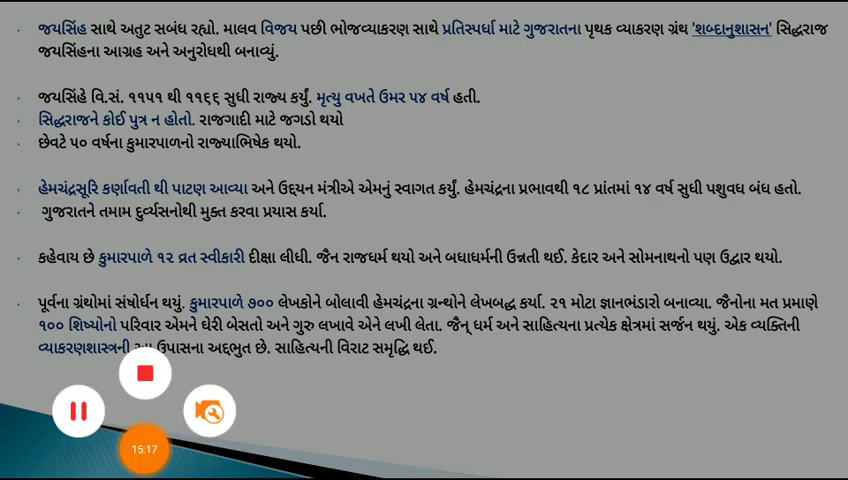 જયસિંહ સાથે અતુટ સબંધ રહ્યો. માલવ વિજય પછી ભોજવ્યાકરણ સાથે પ્રતિસ્પર્ધા માટે ગુજરાતના પૃથક વ્યાકરણ ગ્રંથ 'શબ્દાનુશાસન' સિદ્ધરાજ
જયસિંહના આગ્રહ અને અનુરોધથી બનાવ્યું.
જયસિંહે વિ.સં. ૧૧૫૧ થી ૧૧૬૬ સુધી રાજ્ય કર્યું. મૃત્યુ વખતે ઉમર ૫૪ વર્ષ હતી.
સિદ્ધરાજને કોઈ પુત્ર ન હોતો. રાજગાદી માટે જગડો થયો
છેવટે ૫૦ વર્ષના કુમારપાળનો રાજ્યાભિષેક થયો.
હેમચંદ્રસૂરિ કર્ણાવતી થી પાટણ આવ્યા અને ઉદ્દયન મંત્રીએ એમનું સ્વાગત કર્યું. હેમચંદ્રના પ્રભાવથી ૧૮ પ્રાંતમાં ૧૪ વર્ષ સુધી પશુવધ બંધ હતો.
ગુજરાતને તમામ દુર્વ્યસનોથી મુક્ત કરવા પ્રયાસ કર્યા.
કહેવાય છે કુમારપાળે ૧૨ વ્રત સ્વીકારી દીક્ષા લીધી. જૈન રાજધર્મ થયો અને બધાધર્મની ઉન્નતી થઈ. કેદાર અને સોમનાથનો પણ ઉદ્વાર થયો.
પૂર્વના ગ્રંથોમાં સંષોર્ધન થયું. કુમારપાળે ૭૦૦ લેખકોને બોલાવી હેમચંદ્રના ગ્રન્થોને લેખબદ્ધ કર્યા. ૨૧ મોટા જ્ઞાનભંડારો બનાવ્યા. જૈનોના મત પ્રમાણે
૧૦૦ શિષ્યોનો પરિવાર એમને ઘેરી બેસતો અને ગુરુ લખાવે એને લખી લેતા. જૈન્ ધર્મ અને સાહિત્યના પ્રત્યેક ક્ષેત્રમાં સર્જન થયું. એક વ્યક્તિની
વ્યાકરણશાસ્ત્રની ઉપાસના અદ્દભુત છે. સાહિત્યની વિરાટ સમૃદ્ધિ થઈ.
15:17